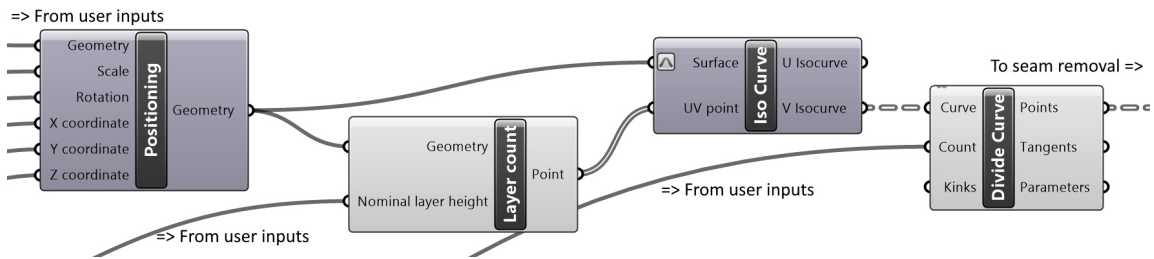 => From user inputs
Geometry
Scale
Rotation
X coordinate
Y coordinate
Z coordinate
Positioning
Geometry
=> From user inputs
Geometry
Nominal layer height
Layer count
Point
Surface
UV point
Iso Curve
U Isocurve
V Isocurve
=> From user inputs
To seam removal =>
Curve
Count
Kinks
Divide Curve
Points
Tangents
Parameters